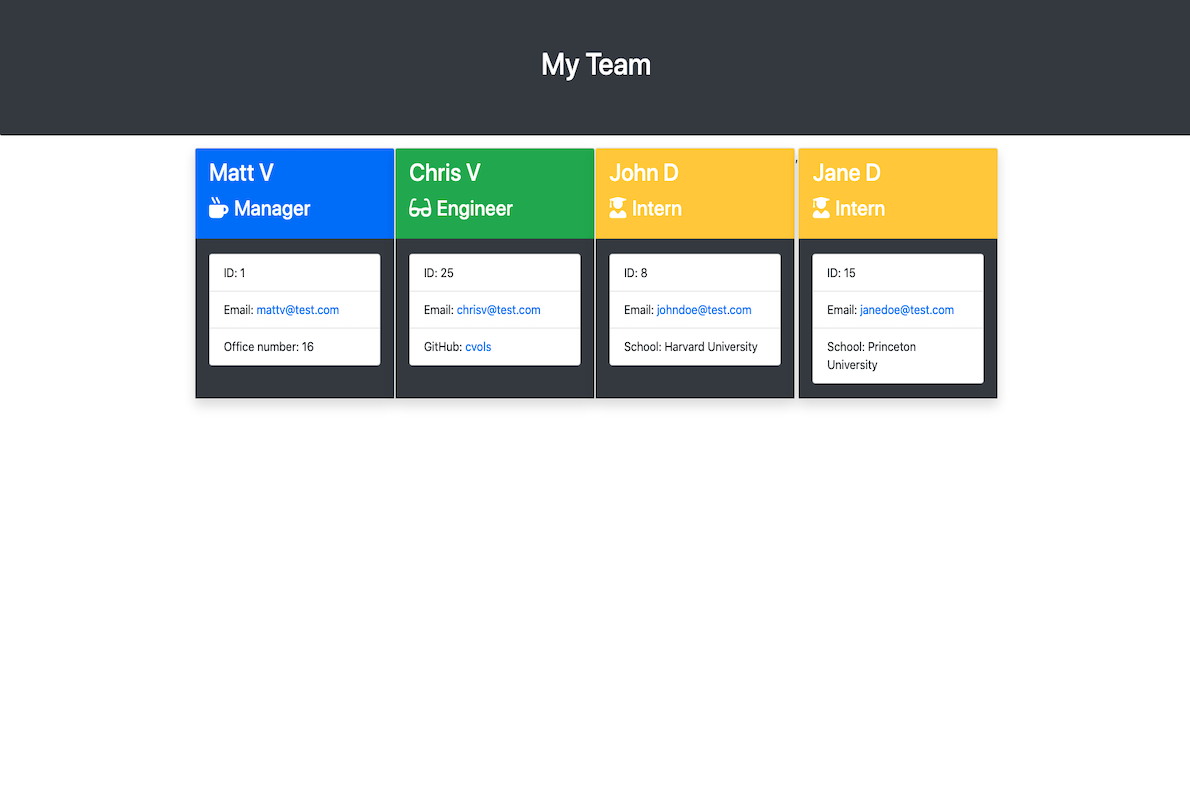 My Team
Matt V
Manager
ID: 1
Email: mattv@test.com
Office number: 16
Chris V
Engineer
ID: 25
Email: chrisv@test.com
GitHub: cvols
John D
Intern
ID: 8
Email: johndoe@test.com
School: Harvard University
,
Jane D
Intern
ID: 15
Email: janedoe@test.com
School: Princeton
University